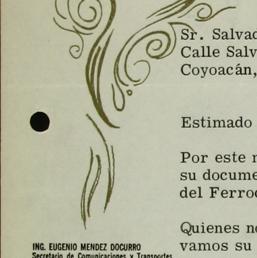 Sr. Salvad
Calle Salv
Coyoacán,
Estimado
Por este m
su docume
del Ferroc
Quienes no
vamos su
ING. EUGENIO MENDEZ DOCURRO
Secretario de Comunicaciones y Transportes